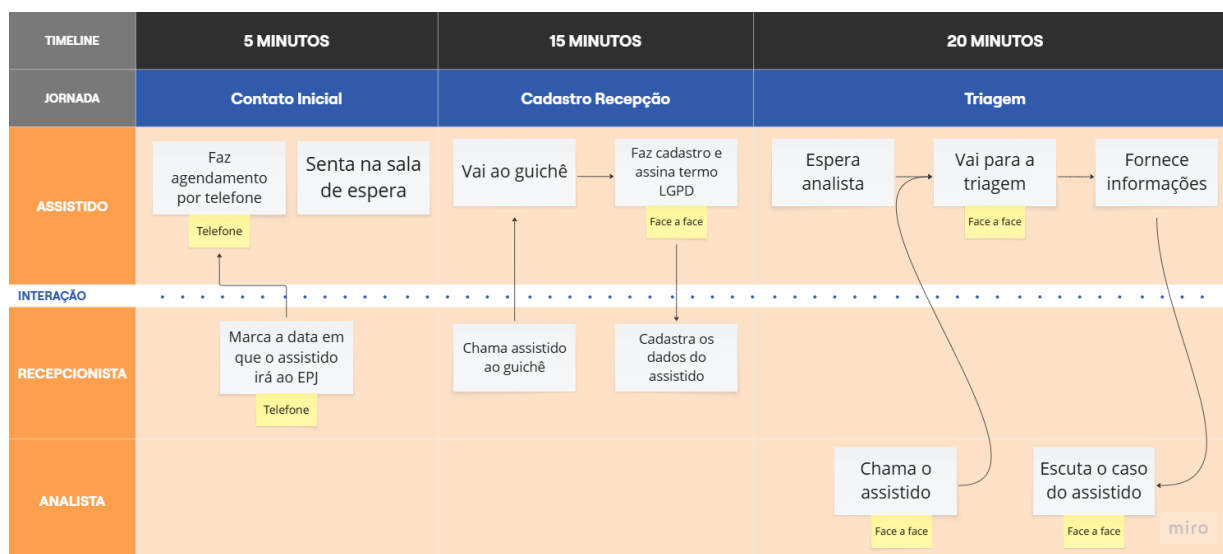 TIMELINE
5 MINUTOS
15 MINUTOS
20 MINUTOS
JORNADA
Contato Inicial
Cadastro Recepção
Triagem
ASSISTIDO
Faz
agendamento
por telefone
Telefone
Senta na sala
de espera
Vai ao guichê
Faz cadastro e
assina termo
LGPD
Face a face
Espera
analista
Vai para a
triagem
Face a face
Fornece
informações
INTERAÇÃO
RECEPCIONISTA
Marca a data em
que o assistido
irá ao EPJ
Telefone
Chama assistido
ao guichê
Cadastra os
dados do
assistido
ANALISTA
Chama o
assistido
Face a face
Escuta o caso
do assistido
Face a face
miro